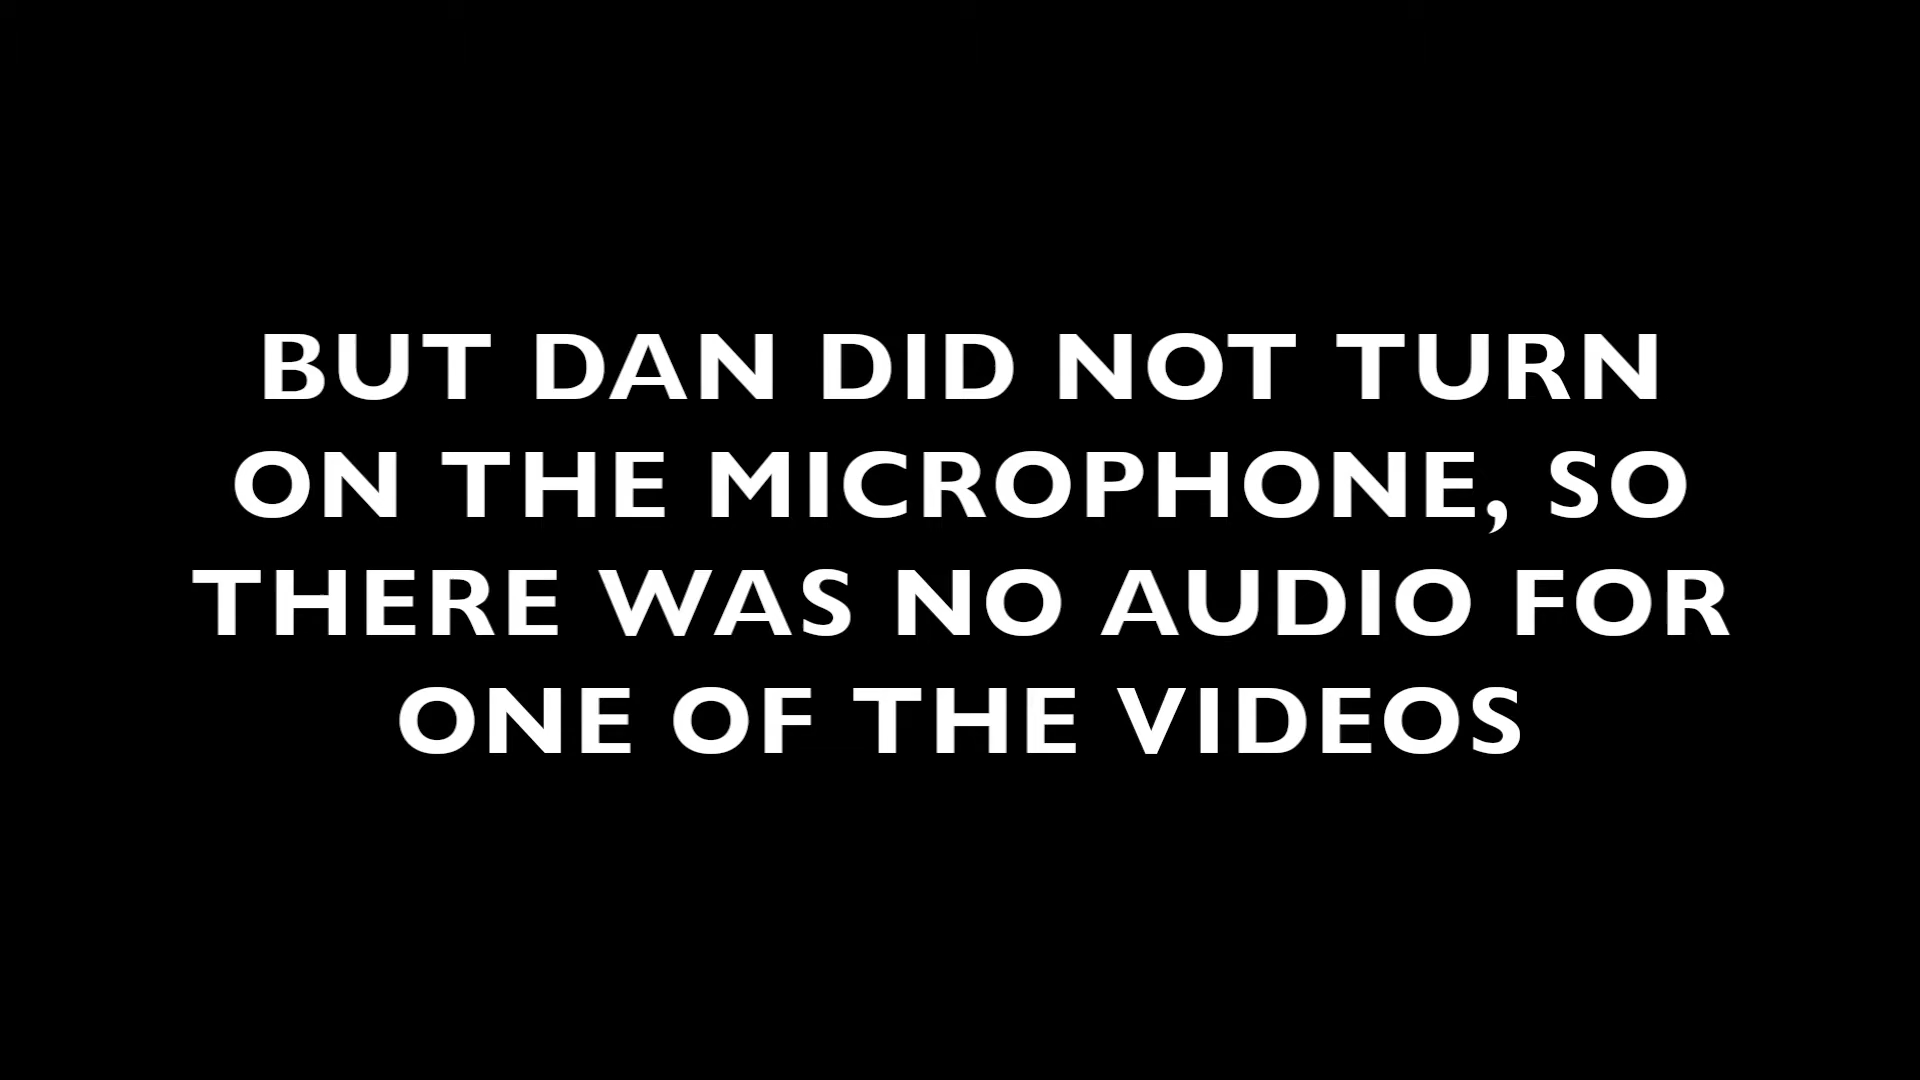 BUT DAN DID NOT TURN
ON THE MICROPHONE, SO
THERE WAS NO AUDIO FOR
ONE OF THE VIDEOS